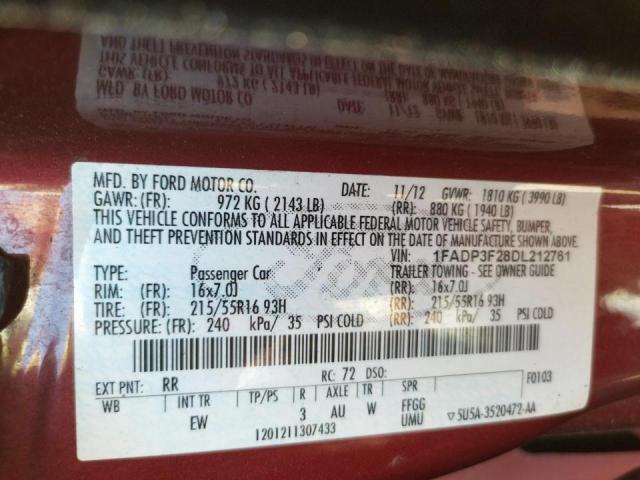 MFD. BY FORD MOTOR CO.
DATE: 11/12 GVWR: 1810 KG (3990 LB)
GAWR: (FR): 972 KG (2143 LB) (RR): 880 KG (1940 LB)
THIS VEHICLE CONFORMS TO ALL APPLICABLE FEDERAL MOTOR VEHICLE SAFETY, BUMPER,
AND THEFT PREVENTION STANDARDS IN EFFECT ON THE DATE OF MANUFACTURE SHOWN ABOVE.
VIN: 1FADP3F28DL212761
TYPE: Passenger Car TRAILER TOWING - SEE OWNER GUIDE
RIM: (FR): 16x7.0J (RR): 16x7.0J
TIRE: (FR): 215/55R16 93H (RR): 215/55R16 93H
PRESSURE: (FR): 240 kPa/ 35 PSI COLD (RR): 240 kPa/ 35 PSI COLD
EXT PNT: RR RC: 72 DSO: F0103
WB INT TR TP/PS R AXLE TR SPR
EW 3 AU W FFGG
UMU
1201211307433 5U5A-3520472-AA